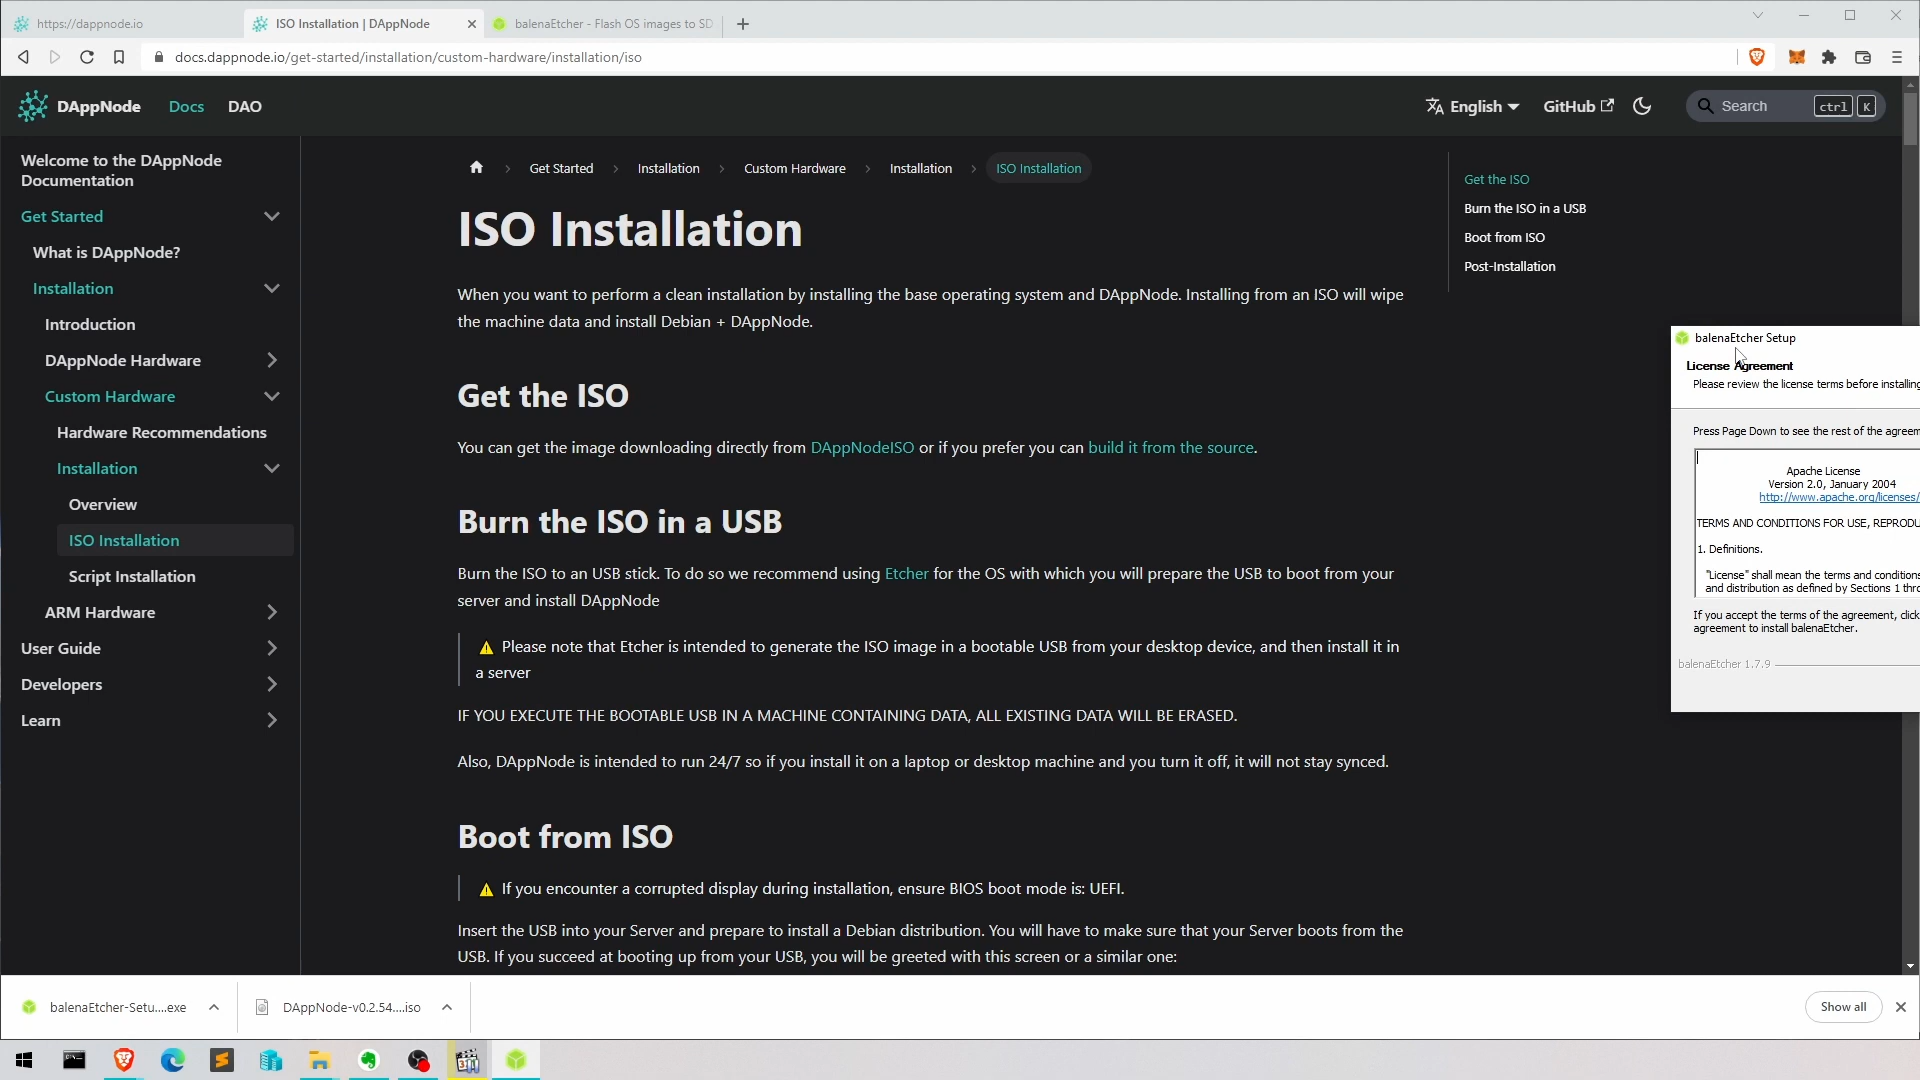 https://dappnode.io
ISO Installation | DAppNode
balenaEtcher - Flash OS images to SD
docs.dappnode.io/get-started/installation/custom-hardware/installation/iso
DAppNode
Docs
DAO
English
GitHub
Search
ctrl
K
Welcome to the DAppNode
Documentation
Get Started
What is DAppNode?
Installation
Introduction
DAppNode Hardware
Custom Hardware
Hardware Recommendations
Installation
Overview
ISO Installation
Script Installation
ARM Hardware
User Guide
Developers
Learn
Get Started
Installation
Custom Hardware
Installation
ISO Installation
ISO Installation
When you want to perform a clean installation by installing the base operating system and DAppNode. Installing from an ISO will wipe
the machine data and install Debian + DAppNode.
Get the ISO
You can get the image downloading directly from DAppNodeISO or if you prefer you can build it from the source.
Burn the ISO in a USB
Burn the ISO to an USB stick. To do so we recommend using Etcher for the OS with which you will prepare the USB to boot from your
server and install DAppNode
Please note that Etcher is intended to generate the ISO image in a bootable USB from your desktop device, and then install it in
a server
IF YOU EXECUTE THE BOOTABLE USB IN A MACHINE CONTAINING DATA, ALL EXISTING DATA WILL BE ERASED.
Also, DAppNode is intended to run 24/7 so if you install it on a laptop or desktop machine and you turn it off, it will not stay synced.
Boot from ISO
If you encounter a corrupted display during installation, ensure BIOS boot mode is: UEFI.
Insert the USB into your Server and prepare to install a Debian distribution. You will have to make sure that your Server boots from the
USB. If you succeed at booting up from your USB, you will be greeted with this screen or a similar one:
Get the ISO
Burn the ISO in a USB
Boot from ISO
Post-Installation
balenaEtcher Setup
License Agreement
Please review the license terms before installing
Press Page Down to see the rest of the agreem
Apache License
Version 2.0, January 2004
http://www.apache.org/licenses/
TERMS AND CONDITIONS FOR USE, REPRODU
1. Definitions.
"License" shall mean the terms and conditions
and distribution as defined by Sections 1 thro
If you accept the terms of the agreement, click
agreement to install balenaEtcher.
balenaEtcher 1.7.9
balenaEtcher-Setu....exe
DAppNode-v0.2.54....iso
Show all